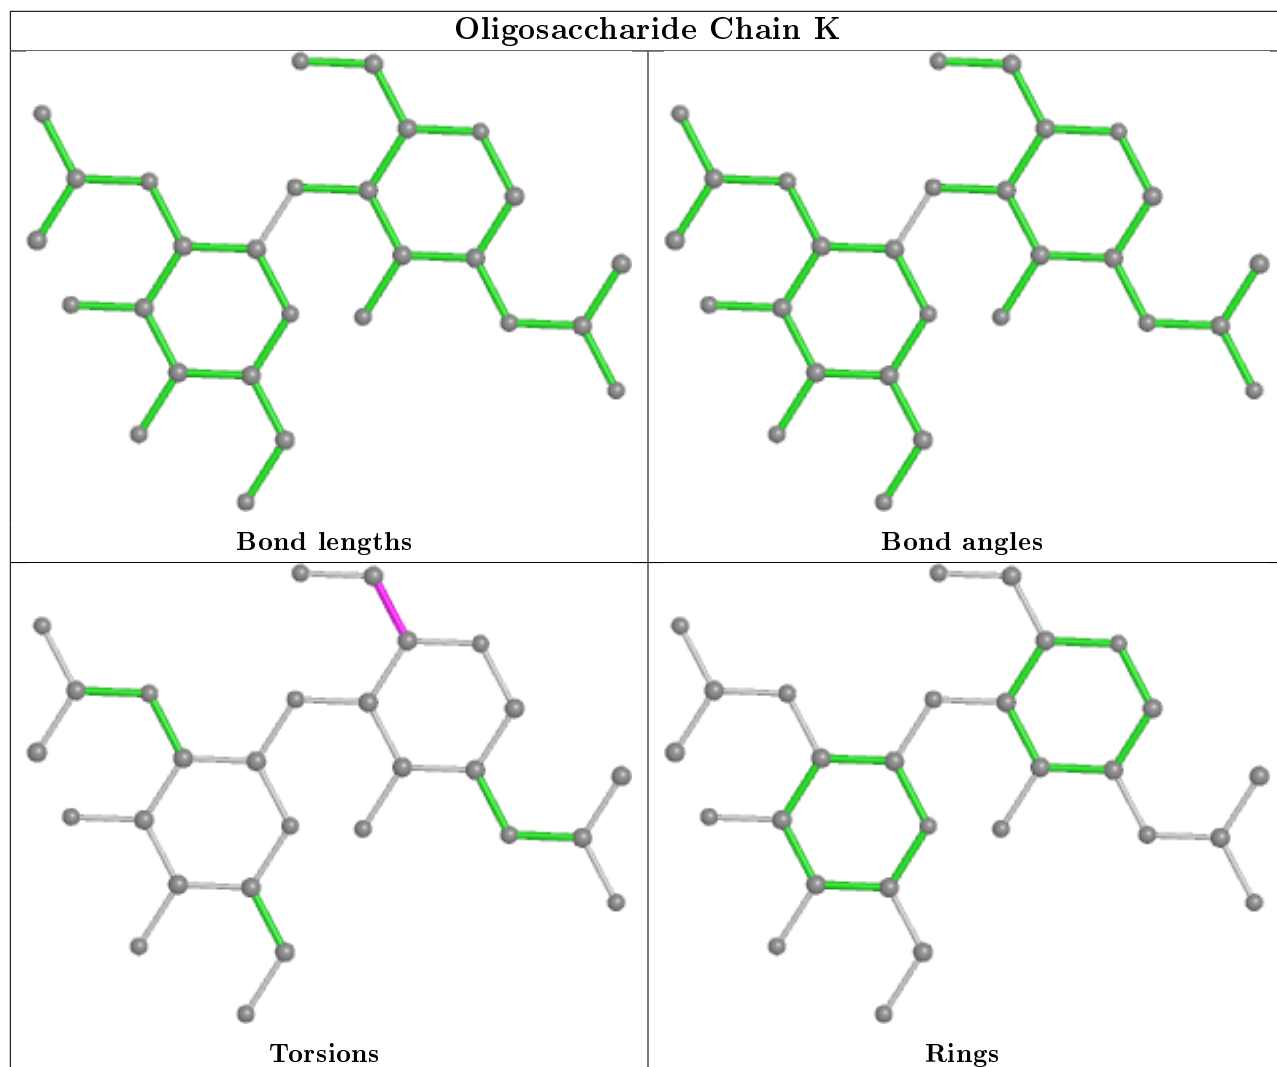 Oligosaccharide Chain K
Bond lengths
Bond angles
Torsions
Rings